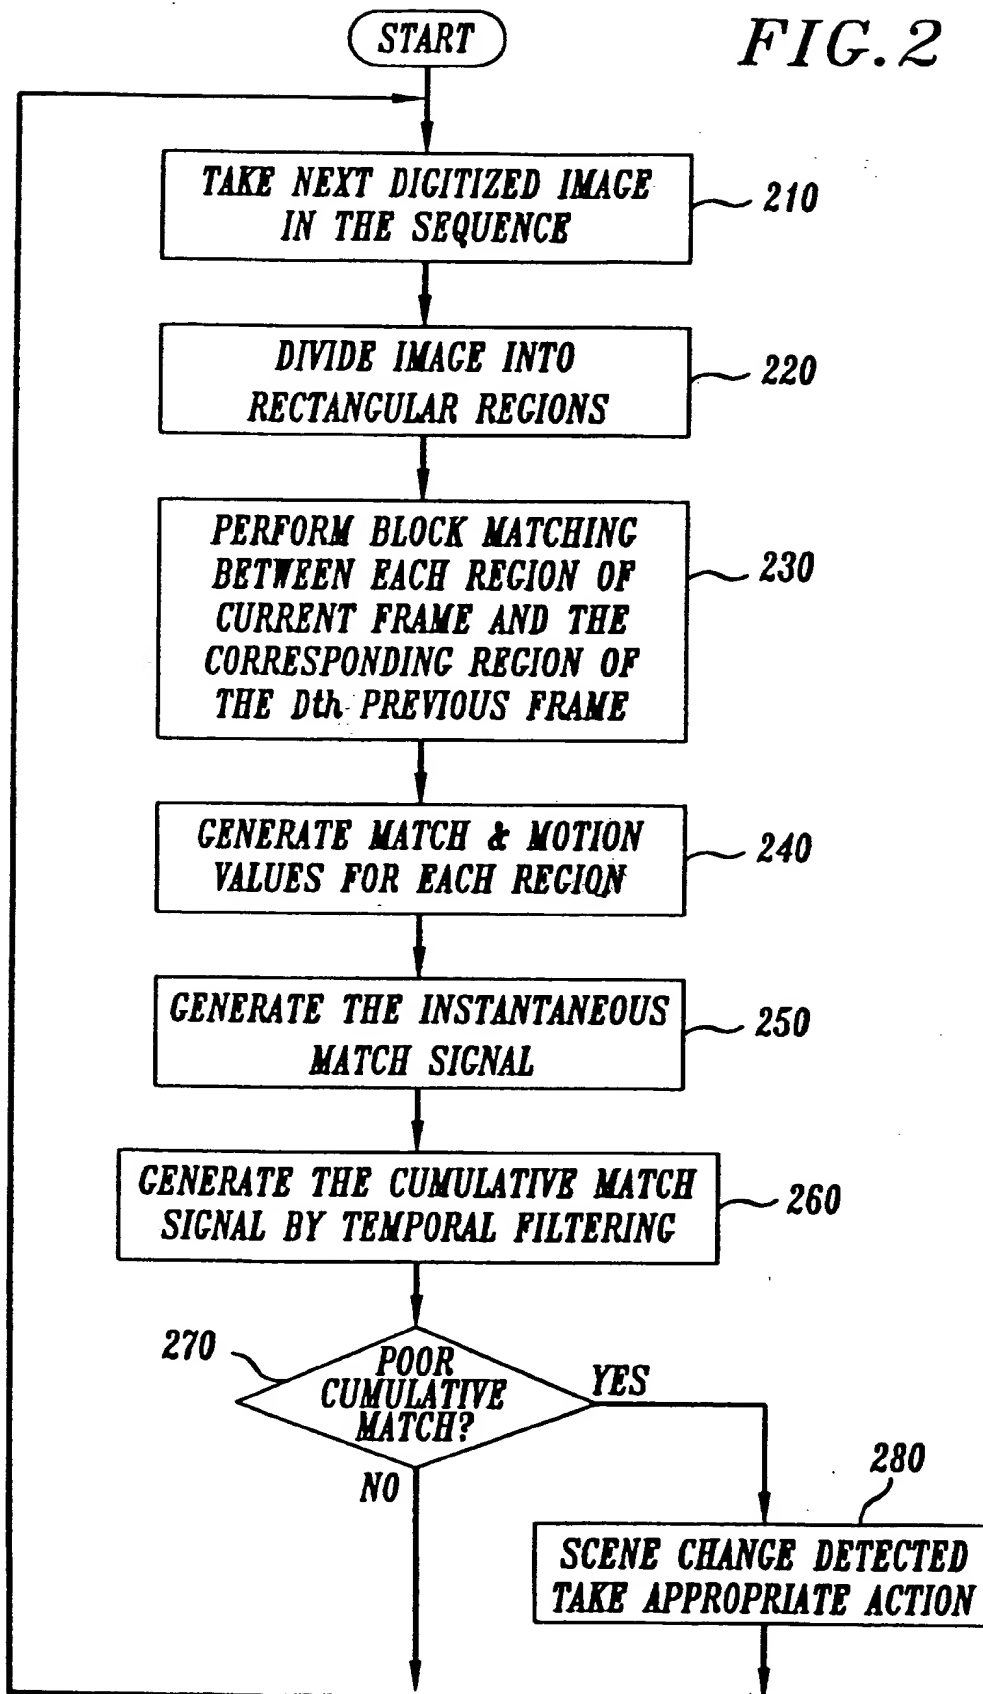 FIG.2
START
TAKE NEXT DIGITIZED IMAGE
IN THE SEQUENCE
210
DIVIDE IMAGE INTO
RECTANGULAR REGIONS
220
PERFORM BLOCK MATCHING
BETWEEN EACH REGION OF
CURRENT FRAME AND THE
CORRESPONDING REGION OF
THE Dth PREVIOUS FRAME
230
GENERATE MATCH & MOTION
VALUES FOR EACH REGION
240
GENERATE THE INSTANTANEOUS
MATCH SIGNAL
250
GENERATE THE CUMULATIVE MATCH
SIGNAL BY TEMPORAL FILTERING
260
270
POOR
CUMULATIVE
MATCH?
YES
NO
280
SCENE CHANGE DETECTED
TAKE APPROPRIATE ACTION